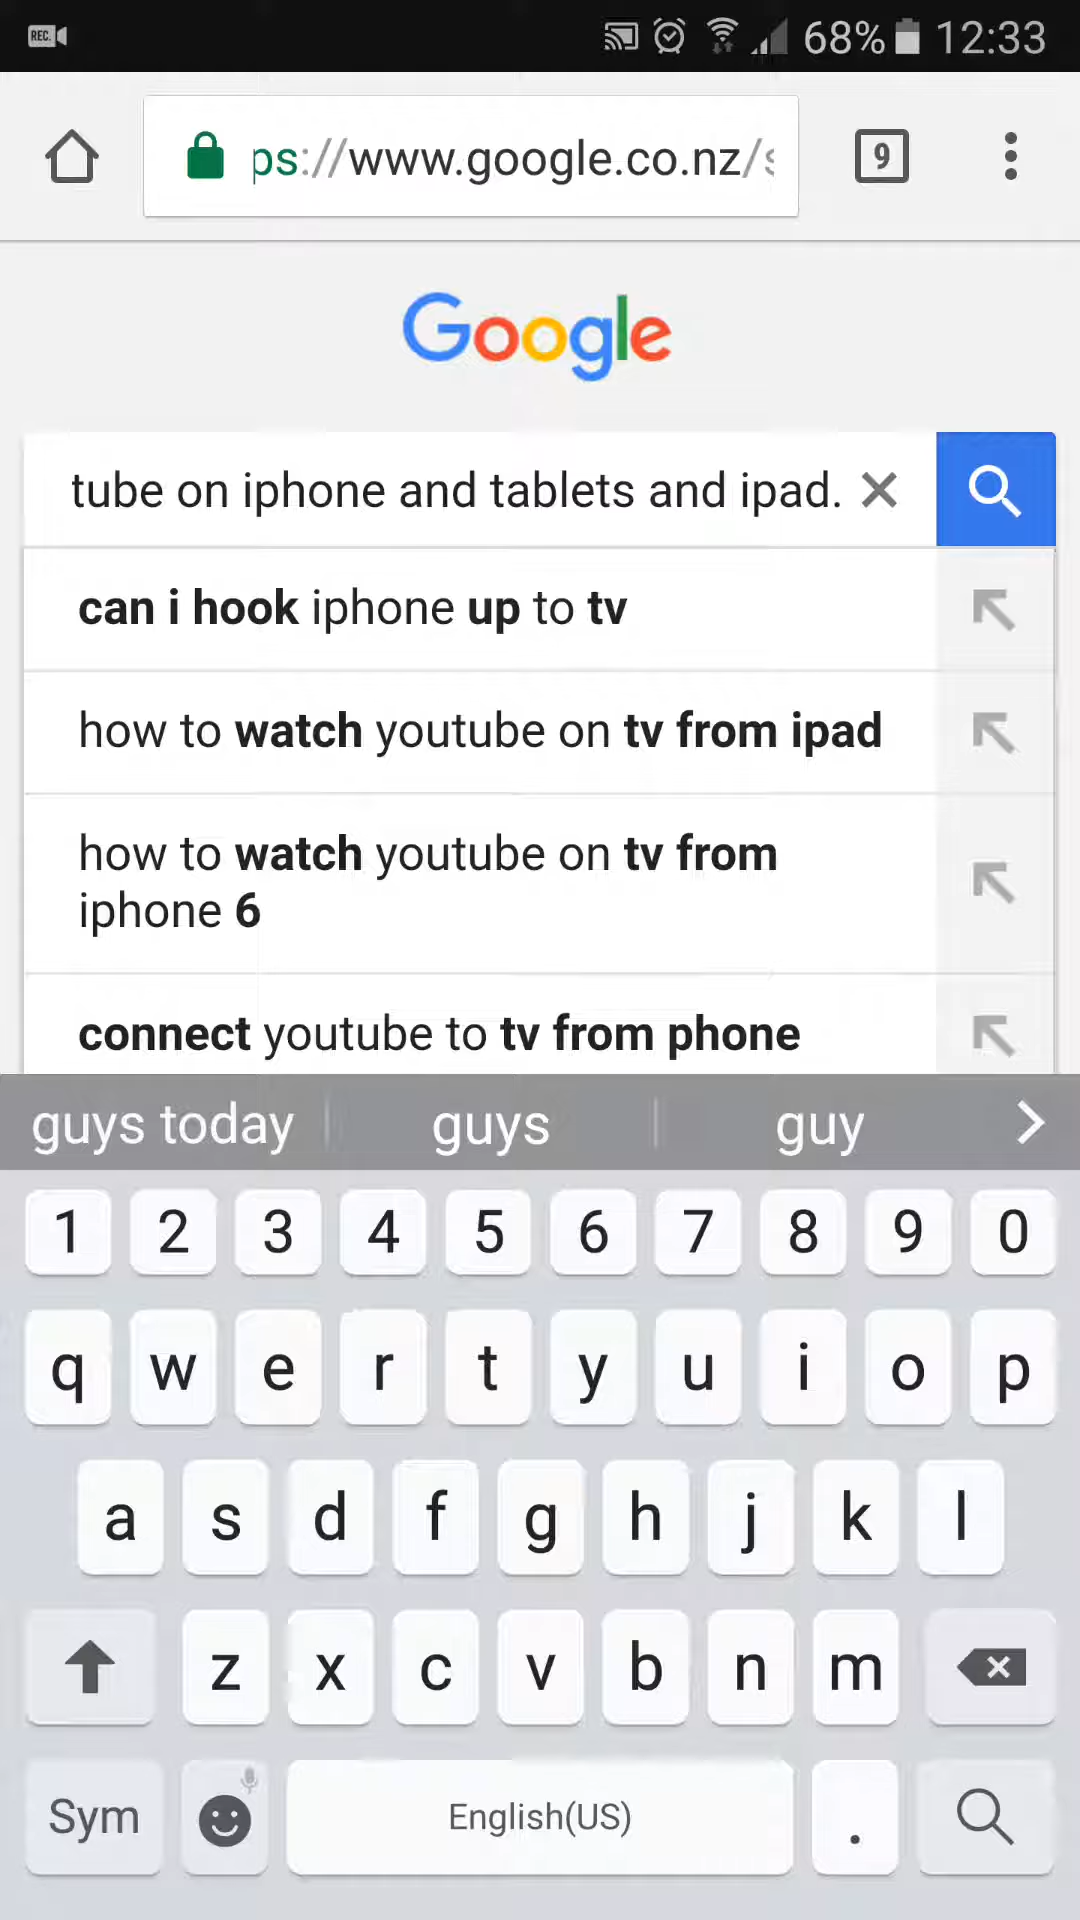 REC.
68% 12:33
ps://www.google.co.nz/s
9
Google
tube on iphone and tablets and ipad.
can i hook iphone up to tv
how to watch youtube on tv from ipad
how to watch youtube on tv from
iphone 6
connect youtube to tv from phone
guys today guys guy
1 2 3 4 5 6 7 8 9 0
q w e r t y u i o p
a s d f g h j k l
z x c v b n m
Sym English(US) .